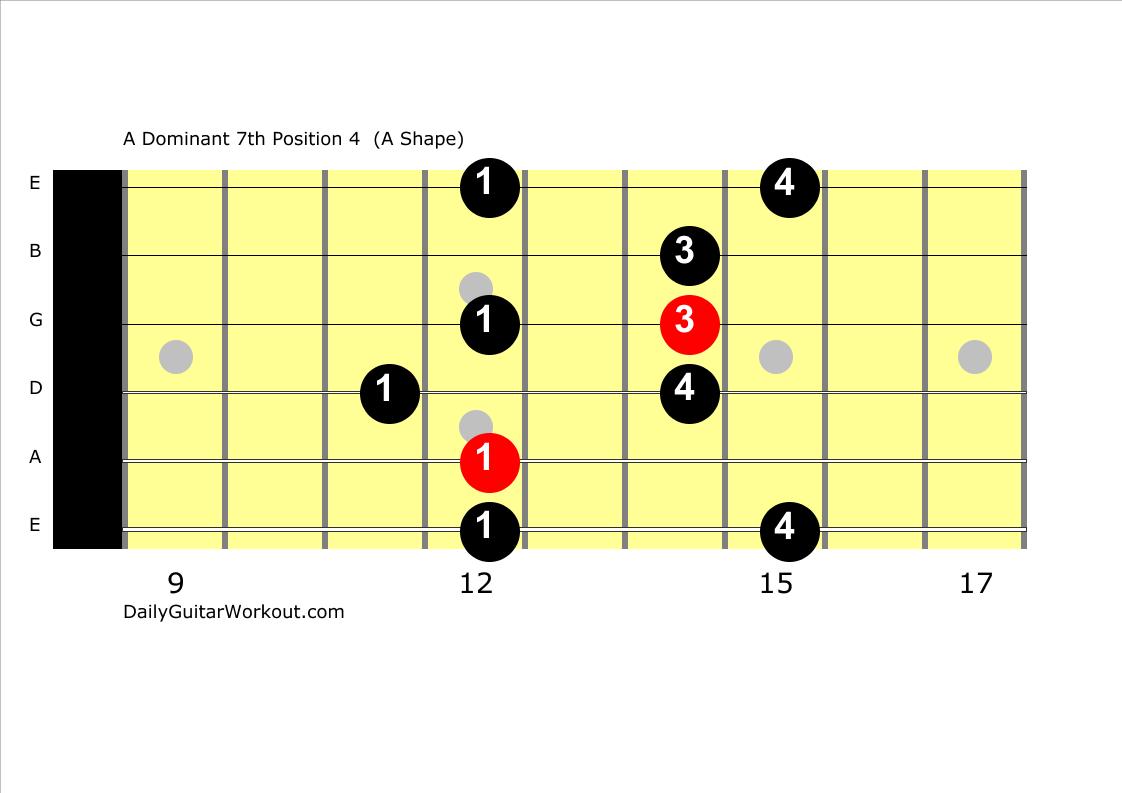 A Dominant 7th Position 4 (A Shape)
E 1 4
B 3
G 1 3
D 1 4
A 1
E 1 4
9 12 15 17
DailyGuitarWorkout.com